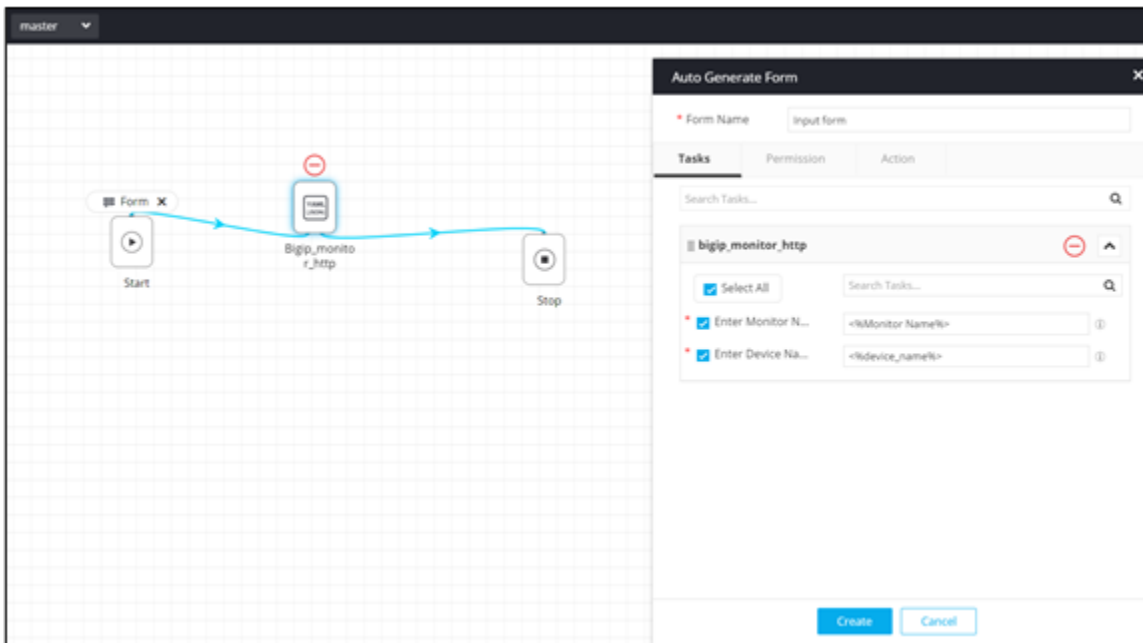 master
Auto Generate Form
* Form Name
Input form
Tasks
Permission
Action
Search Tasks...
bigip_monitor_http
Select All
Search Tasks...
* Enter Monitor N...
<%Monitor Name%>
* Enter Device Na...
<%device_name%>
Create
Cancel
Form
Start
Bigip_monito
r_http
Stop